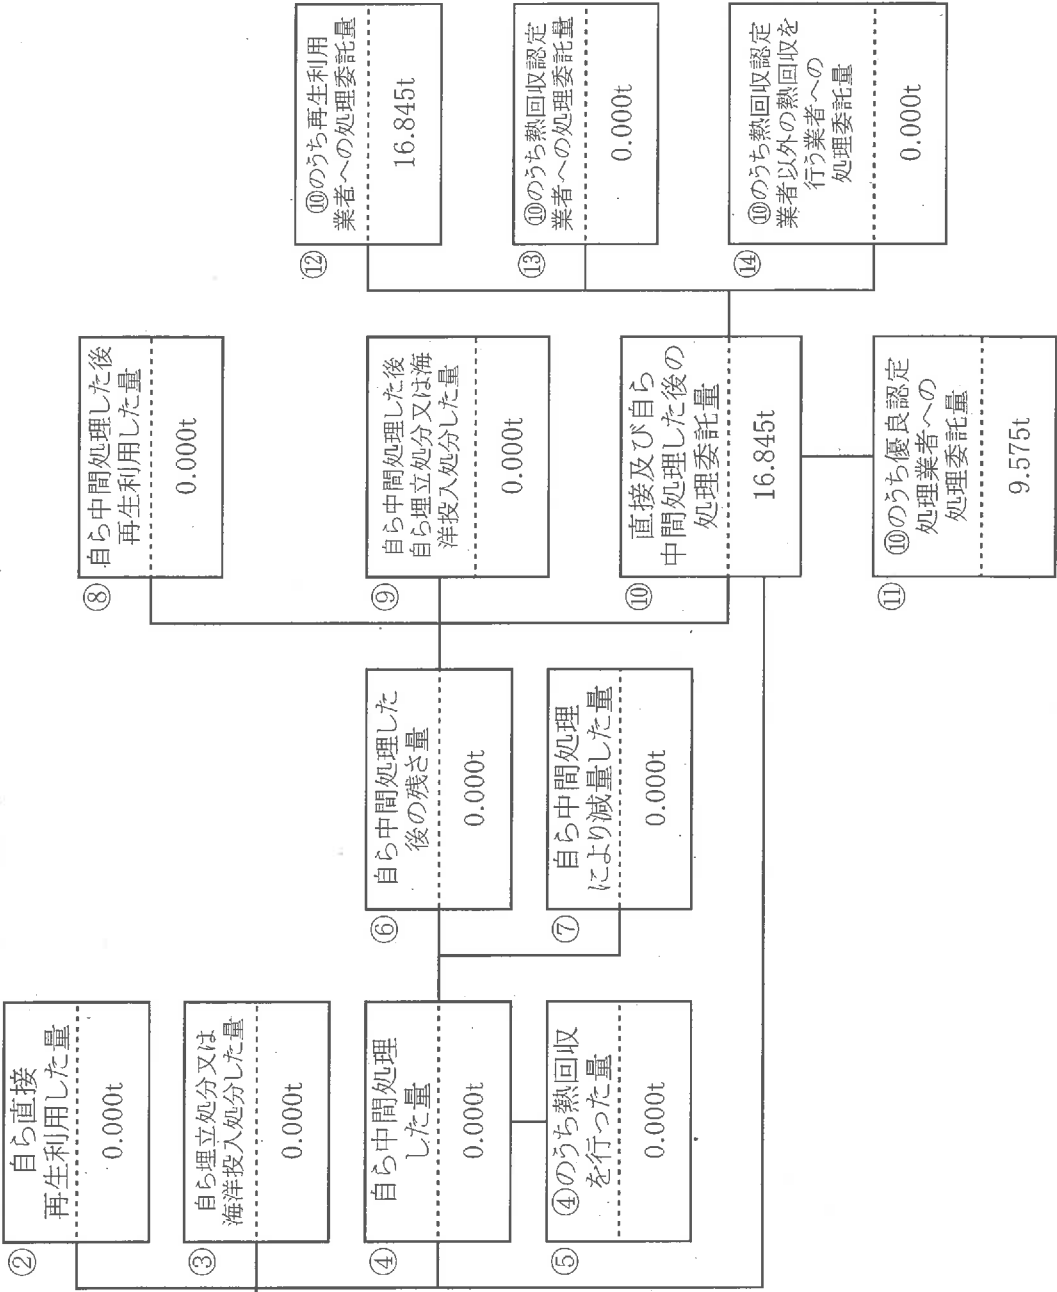 ②
自ら直接
再生利用した量
0.000t
③
自ら埋立処分又は
海洋投入処分した量
0.000t
④
自ら中間処理
した量
0.000t
⑤
④のうち熱回収
を行った量
0.000t
⑥
自ら中間処理した
後の残さ量
0.000t
⑦
自ら中間処理
により減量した量
0.000t
⑧
自ら中間処理した後
再生利用した量
0.000t
⑨
自ら中間処理した後
自ら埋立処分又は海
洋投入処分した量
0.000t
⑩
直接及び自ら
中間処理した後の
処理委託量
16.845t
⑪
⑩のうち優良認定
処理業者への
処理委託量
9.575t
⑫
⑩のうち再生利用
業者への処理委託量
16.845t
⑬
⑩のうち熱回収認定
業者への処理委託量
0.000t
⑭
⑩のうち熱回収認定
業者以外の熱回収を
行う業者への
処理委託量
0.000t